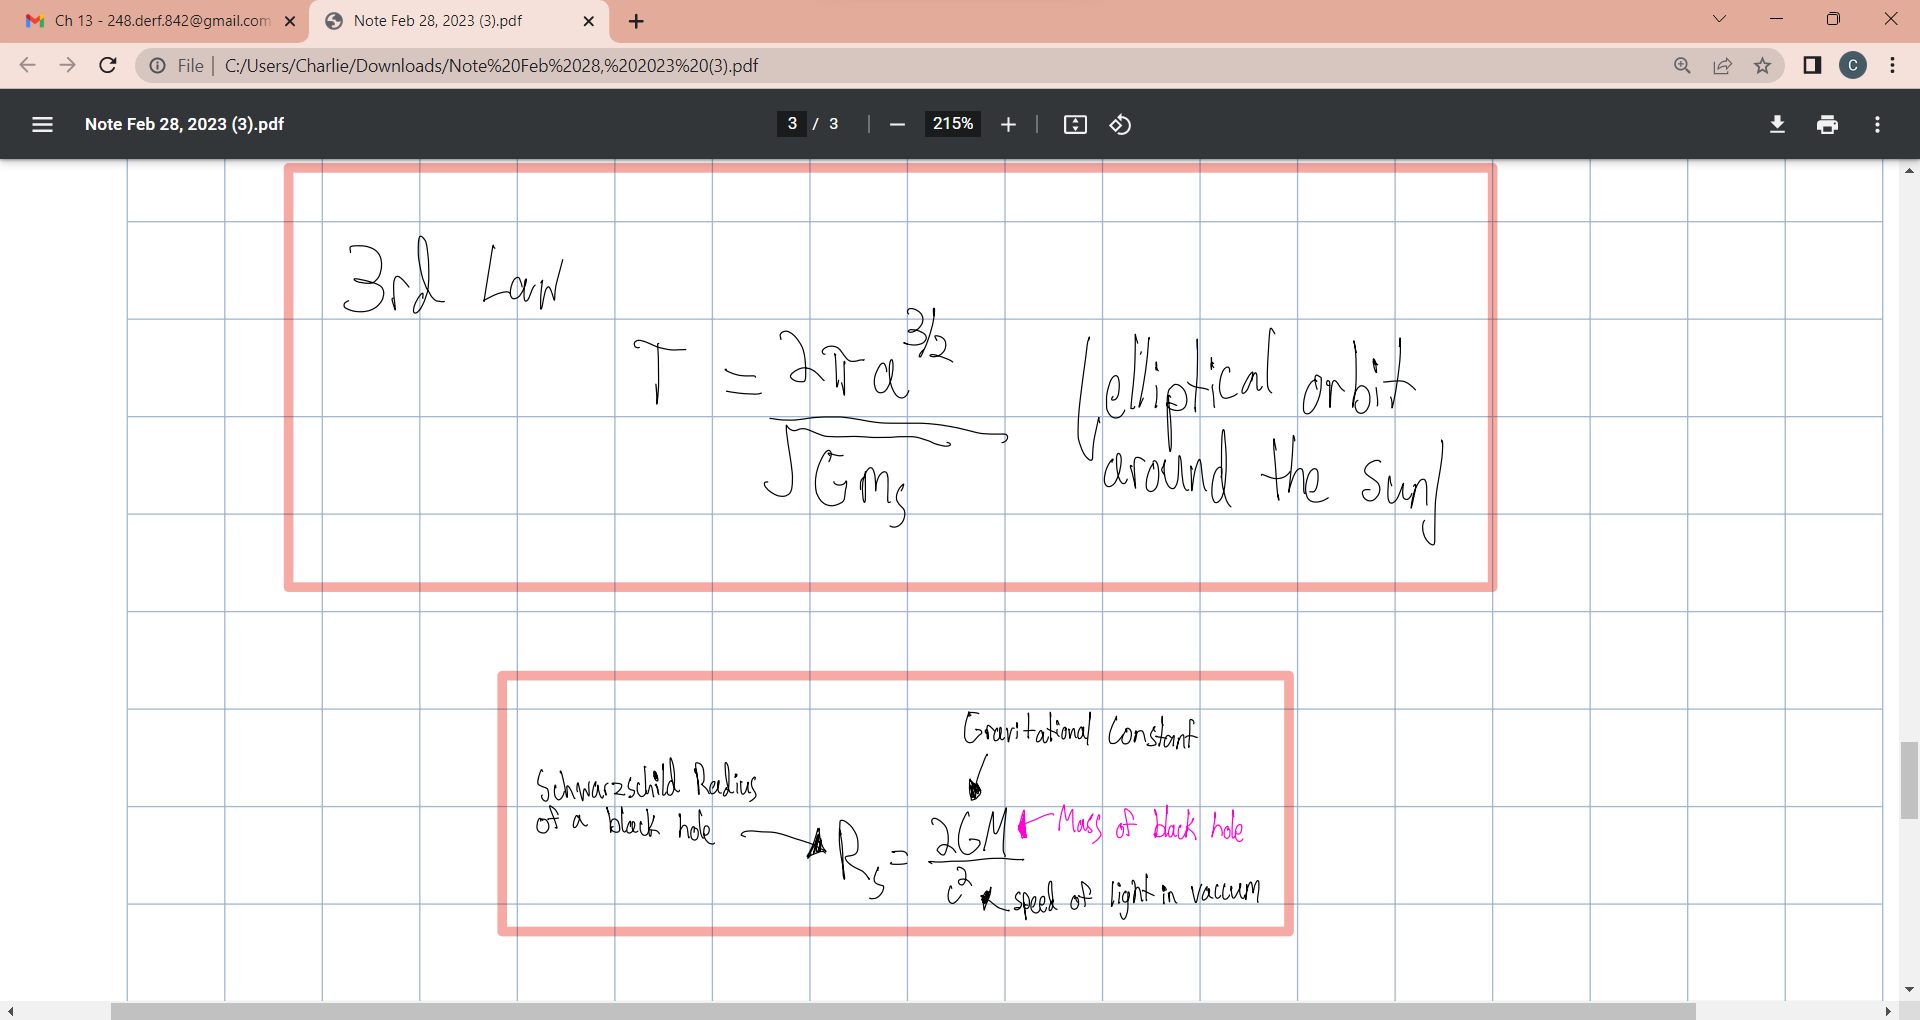 Ch 13 - 248.derf.842@gmail.com
Note Feb 28, 2023 (3).pdf
File
C:/Users/Charlie/Downloads/Note%20Feb%2028,%202023%20(3).pdf
C
Note Feb 28, 2023 (3).pdf
3 / 3
215%
3rd Law
T = 2πa^3/2 / √Gms
(elliptical orbit
around the sun)
Gravitational Constant
Schwarzschild Radius
of a black hole
Rs = 2GM / c²
Mass of black hole
speed of light in vaccum